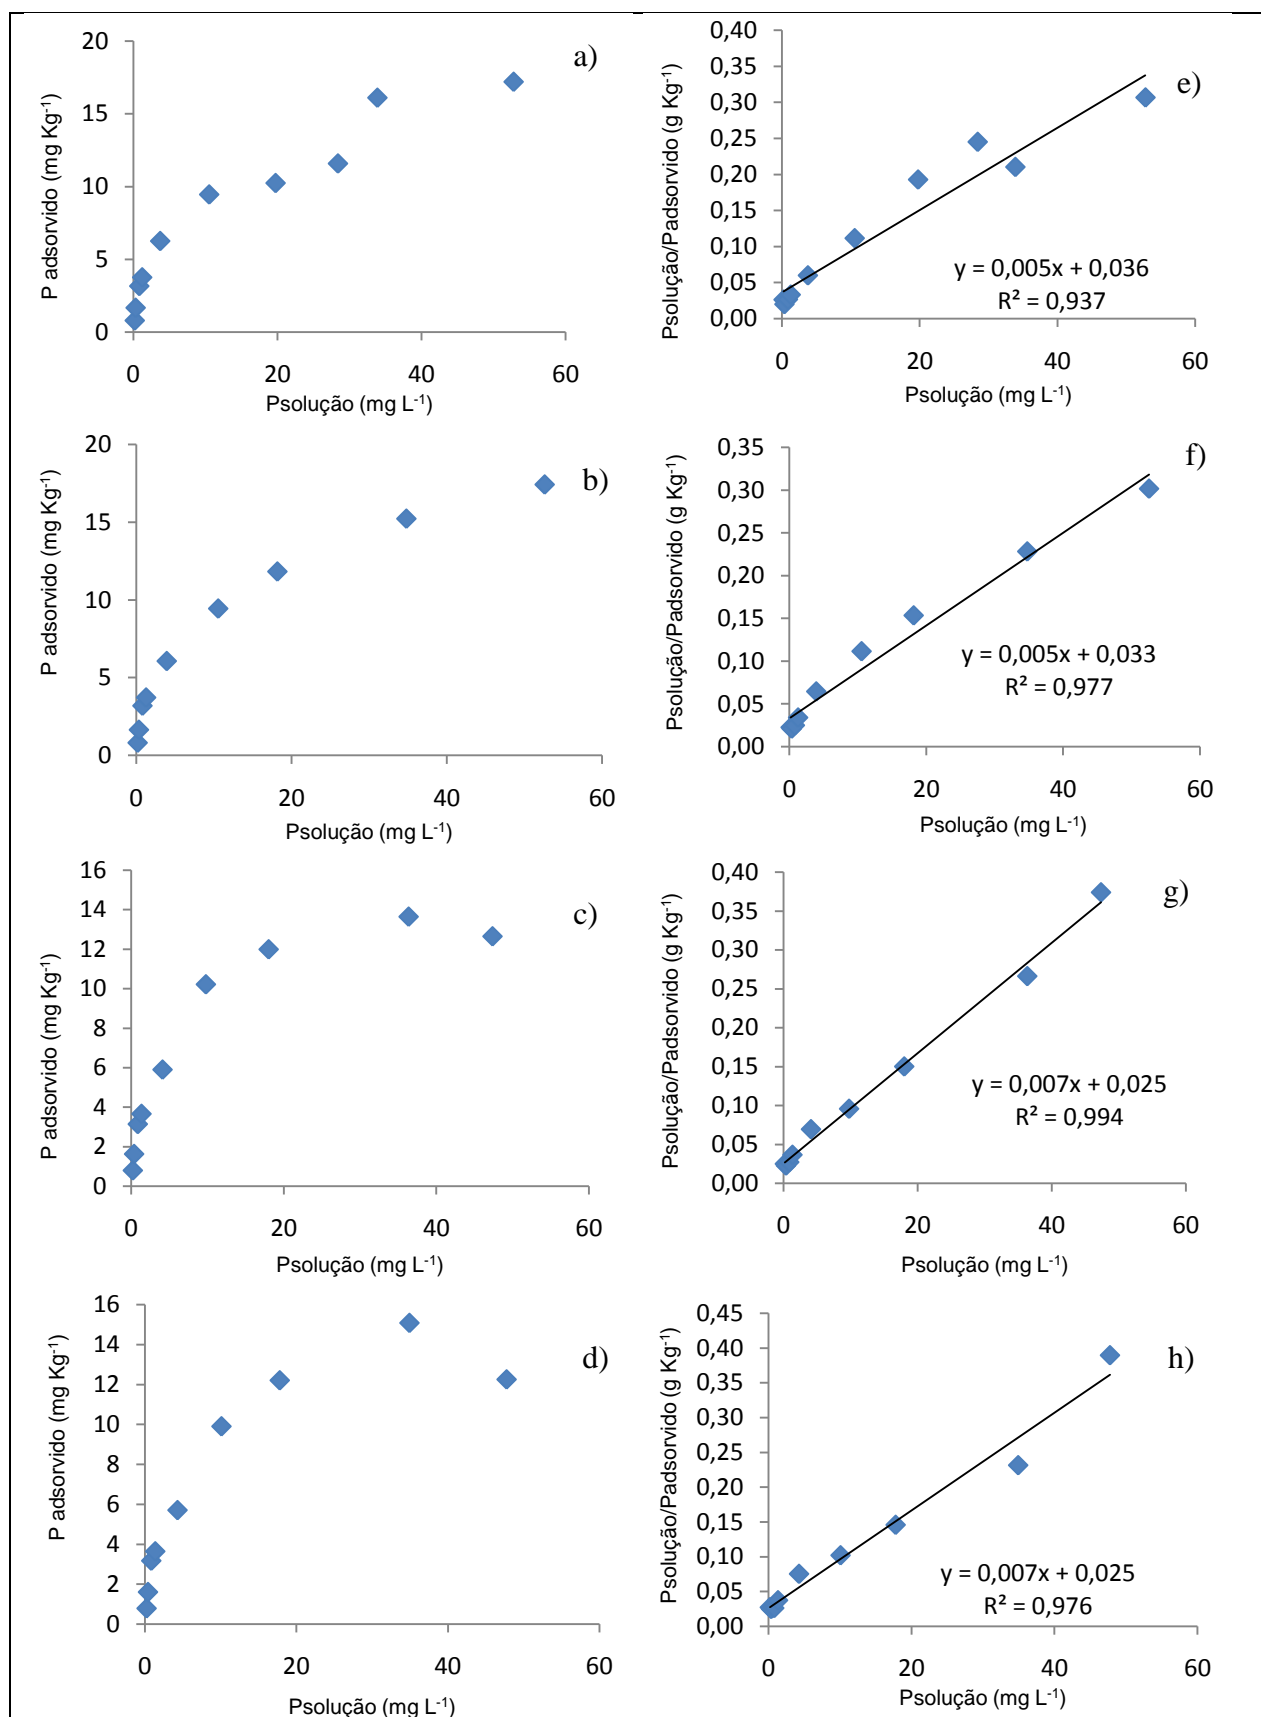 a)
P adsorvido (mg Kg-1)
20
15
10
5
0
0 20 40 60
Psolução (mg L-1)
e)
Psolução/Padsorvido (g Kg-1)
0,40
0,35
0,30
0,25
0,20
0,15
0,10
0,05
0,00
y = 0,005x + 0,036
R² = 0,937
0 20 40 60
Psolução (mg L-1)
b)
P adsorvido (mg Kg-1)
20
15
10
5
0
0 20 40 60
Psolução (mg L-1)
f)
Psolução/Padsorvido (g Kg-1)
0,35
0,30
0,25
0,20
0,15
0,10
0,05
0,00
y = 0,005x + 0,033
R² = 0,977
0 20 40 60
Psolução (mg L-1)
c)
P adsorvido (mg Kg-1)
16
14
12
10
8
6
4
2
0
0 20 40 60
Psolução (mg L-1)
g)
Psolução/Padsorvido (g Kg-1)
0,40
0,35
0,30
0,25
0,20
0,15
0,10
0,05
0,00
y = 0,007x + 0,025
R² = 0,994
0 20 40 60
Psolução (mg L-1)
d)
P adsorvido (mg Kg-1)
16
14
12
10
8
6
4
2
0
0 20 40 60
Psolução (mg L-1)
h)
Psolução/Padsorvido (g Kg-1)
0,45
0,40
0,35
0,30
0,25
0,20
0,15
0,10
0,05
0,00
y = 0,007x + 0,025
R² = 0,976
0 20 40 60
Psolução (mg L-1)